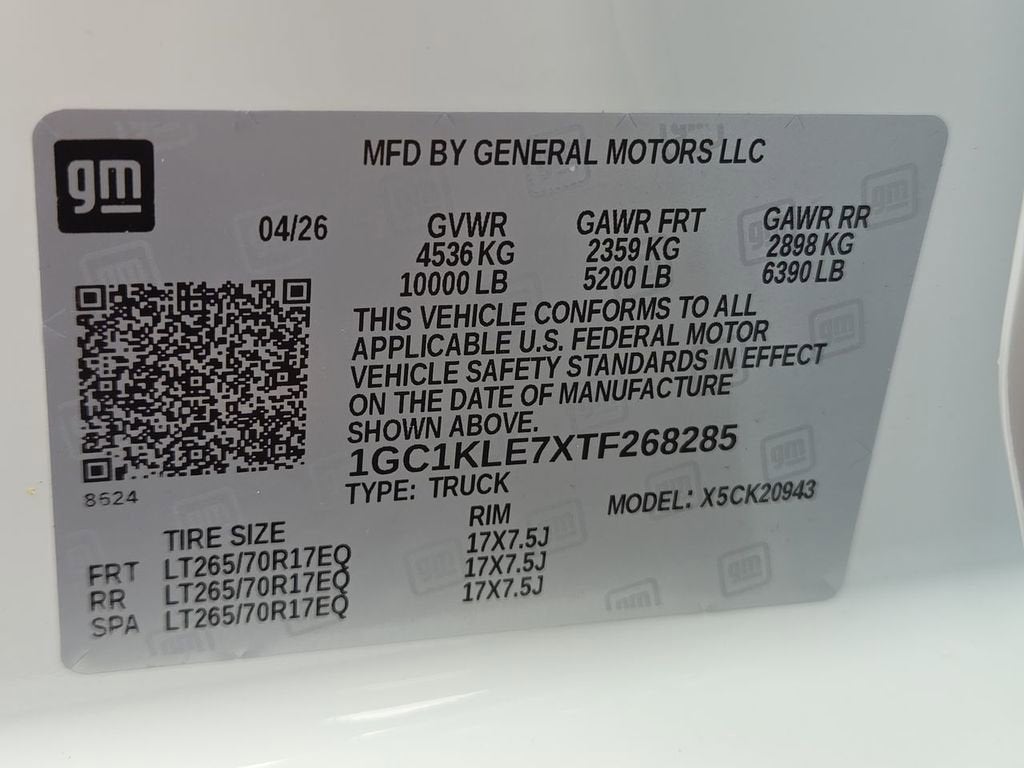 gm
MFD BY GENERAL MOTORS LLC
04/26 GVWR GAWR FRT GAWR RR
4536 KG 2359 KG 2898 KG
10000 LB 5200 LB 6390 LB
THIS VEHICLE CONFORMS TO ALL
APPLICABLE U.S. FEDERAL MOTOR
VEHICLE SAFETY STANDARDS IN EFFECT
ON THE DATE OF MANUFACTURE
SHOWN ABOVE.
1GC1KLE7XTF268285
8624
TYPE: TRUCK MODEL: X5CK20943
TIRE SIZE RIM
FRT LT265/70R17EQ 17X7.5J
RR LT265/70R17EQ 17X7.5J
SPA LT265/70R17EQ 17X7.5J